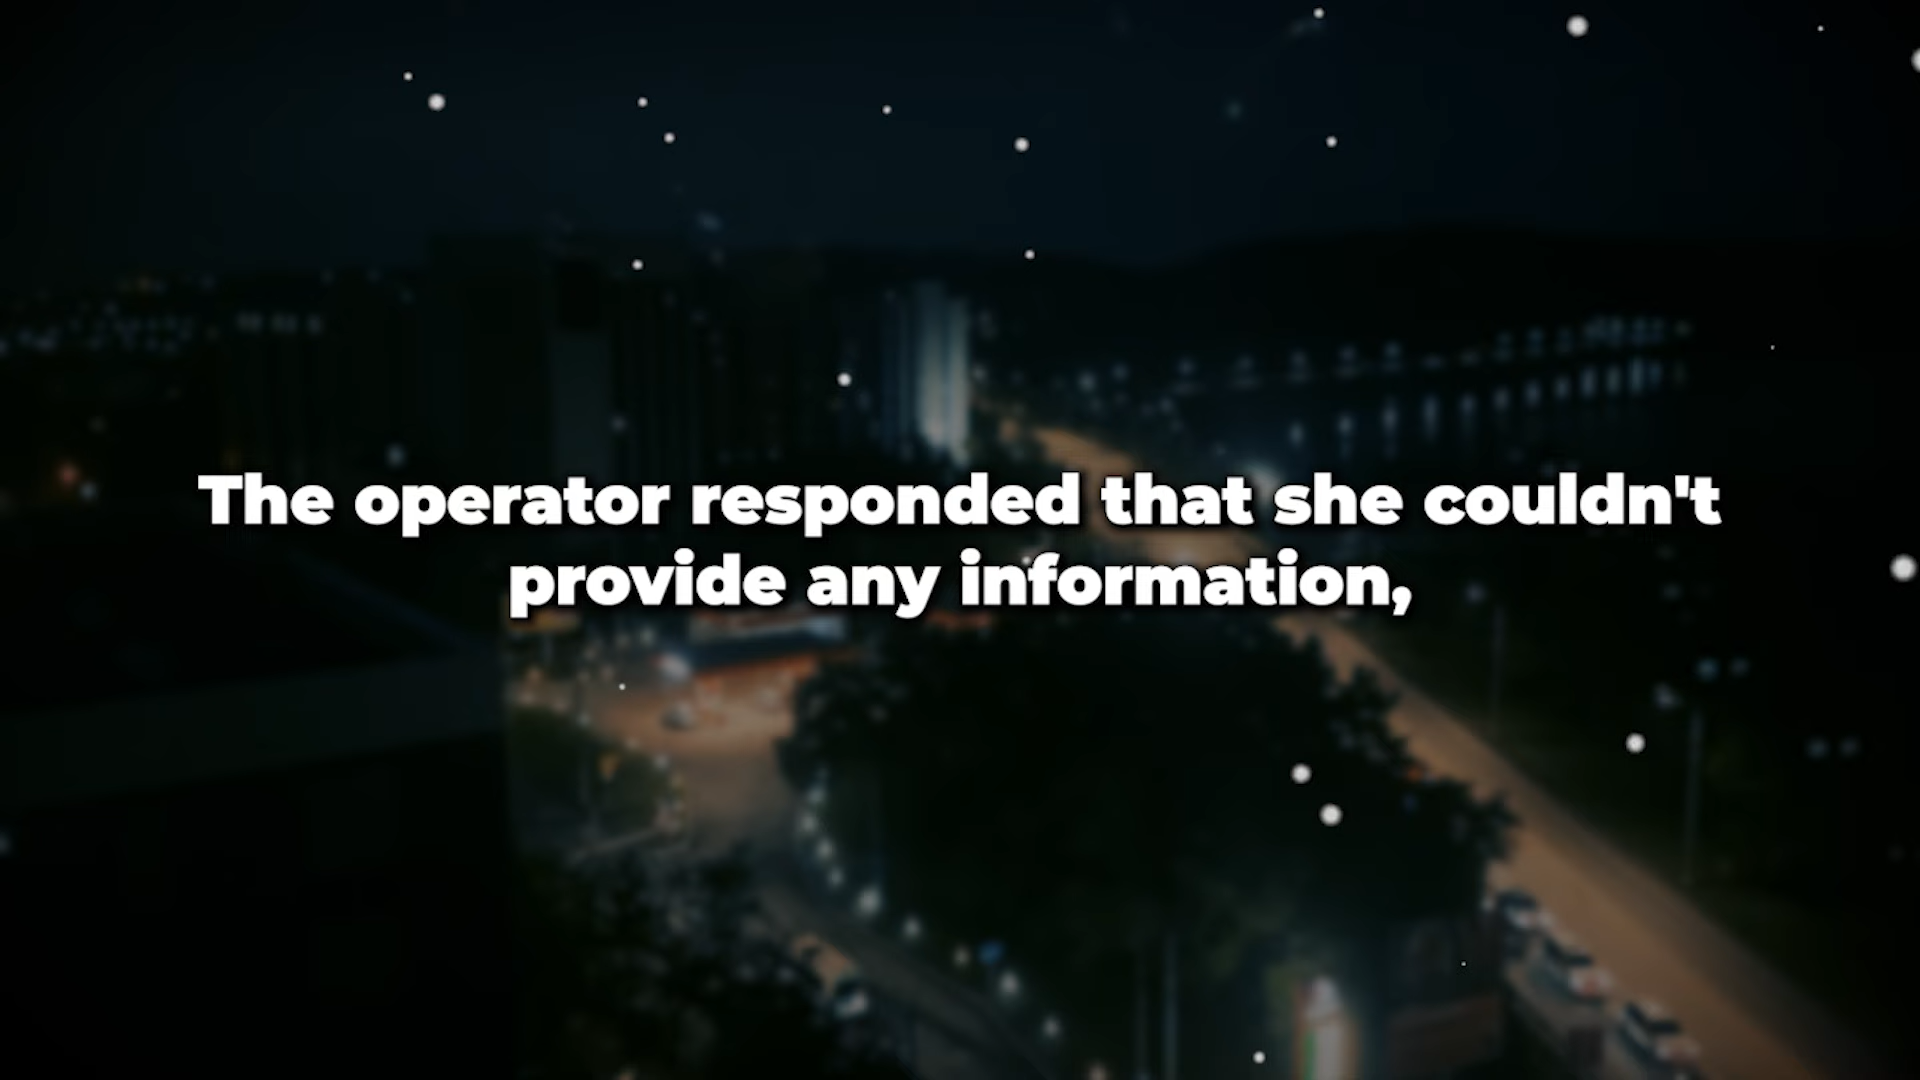 The operator responded that she couldn't
provide any information,